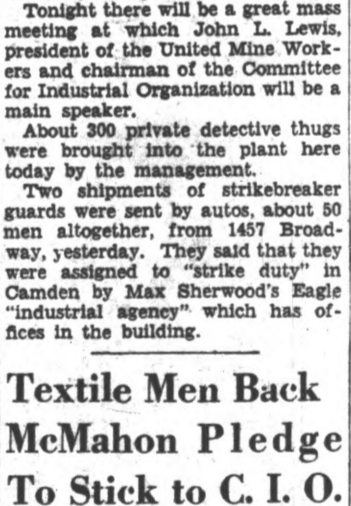 Tonight there will be a great mass
meeting at which John L. Lewis,
president of the United Mine Work-
ers and chairman of the Committee
for Industrial Organization will be a
main speaker.
About 300 private detective thugs
were brought into the plant here
today by the management.
Two shipments of strikebreaker
guards were sent by autos, about 50
men altogether, from 1457 Broad-
way, yesterday. They said that they
were assigned to "strike duty" in
Camden by Max Sherwood's Eagle
"industrial agency" which has of-
fices in the building.
Textile Men Back
McMahon Pledge
To Stick to C. I. O.